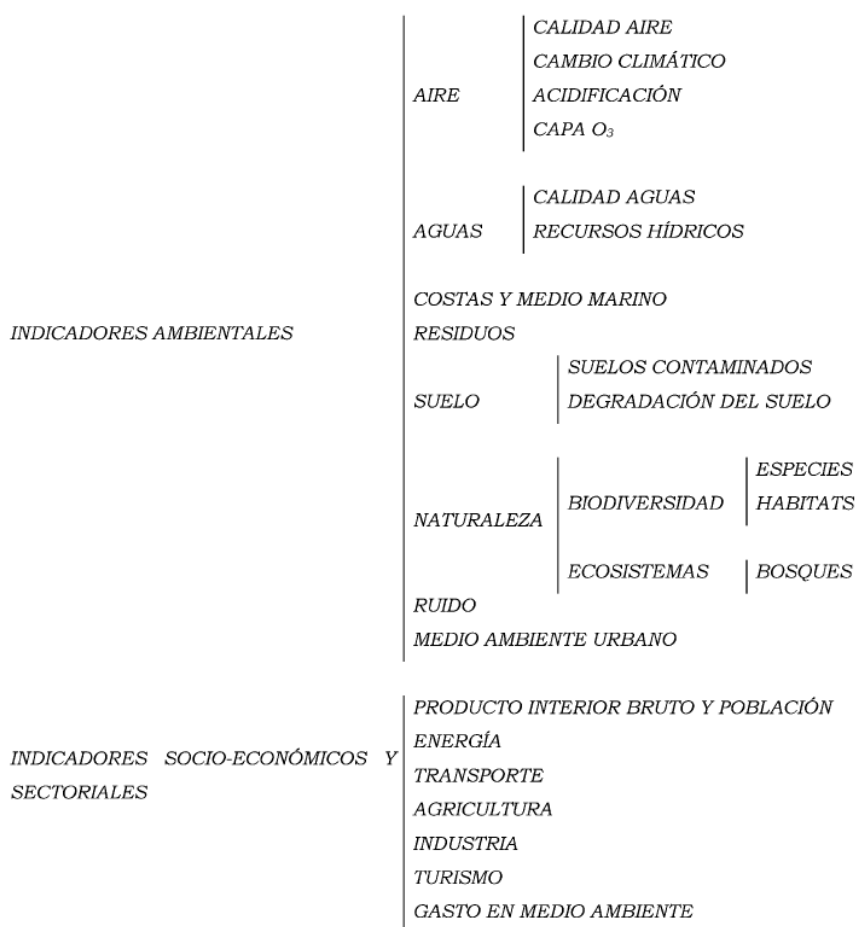 CALIDAD AIRE
CAMBIO CLIMÁTICO
AIRE ACIDIFICACIÓN
CAPA O₃
CALIDAD AGUAS
AGUAS RECURSOS HÍDRICOS
COSTAS Y MEDIO MARINO
INDICADORES AMBIENTALES RESIDUOS
SUELOS CONTAMINADOS
SUELO DEGRADACIÓN DEL SUELO
ESPECIES
BIODIVERSIDAD HABITATS
NATURALEZA
ECOSISTEMAS BOSQUES
RUIDO
MEDIO AMBIENTE URBANO
PRODUCTO INTERIOR BRUTO Y POBLACIÓN
ENERGÍA
INDICADORES SOCIO-ECONÓMICOS Y
TRANSPORTE
SECTORIALES
AGRICULTURA
INDUSTRIA
TURISMO
GASTO EN MEDIO AMBIENTE